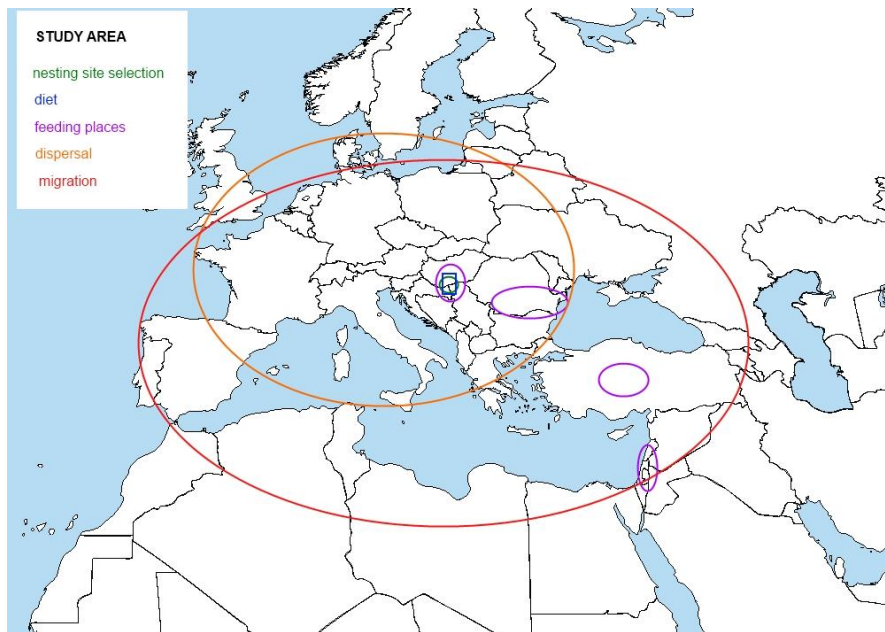 STUDY AREA
nesting site selection
diet
feeding places
dispersal
migration